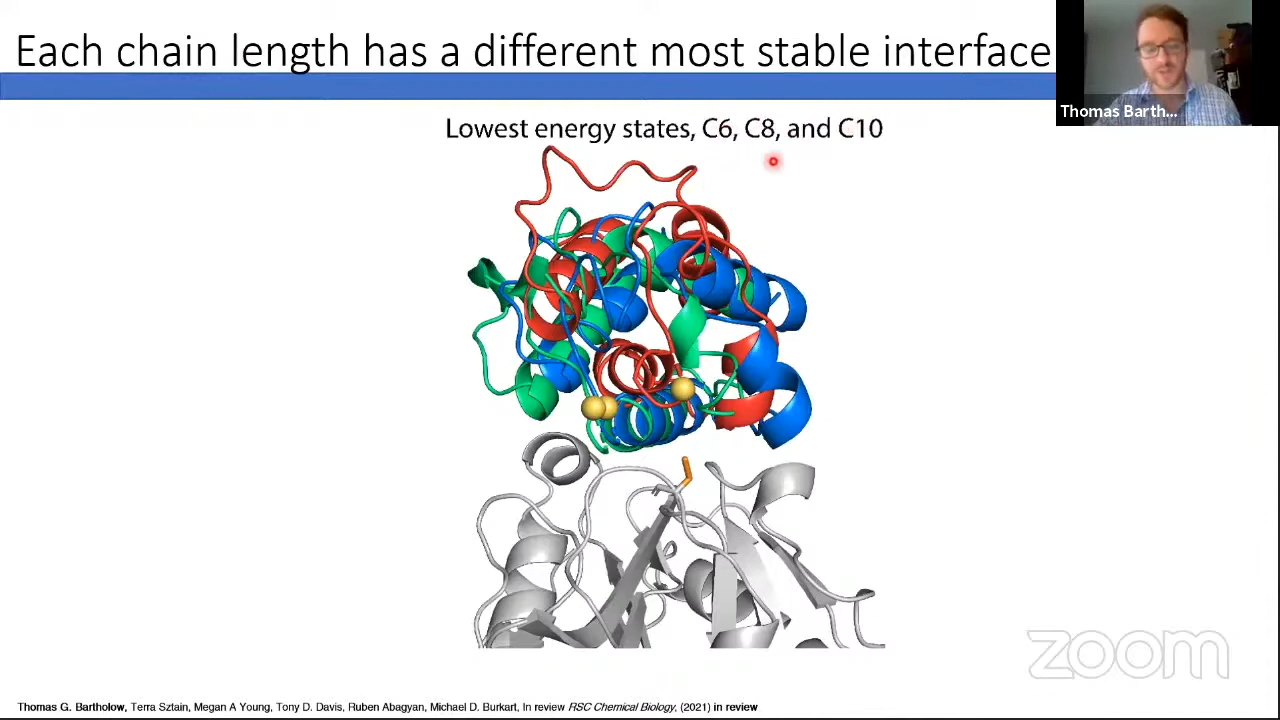 Each chain length has a different most stable interface
Thomas Barth...
Lowest energy states, C6, C8, and C10
zoom
Thomas G. Bartholow, Terra Sztain, Megan A Young, Tony D. Davis, Ruben Abagyan, Michael D. Burkart, In review RSC Chemical Biology, (2021) in review